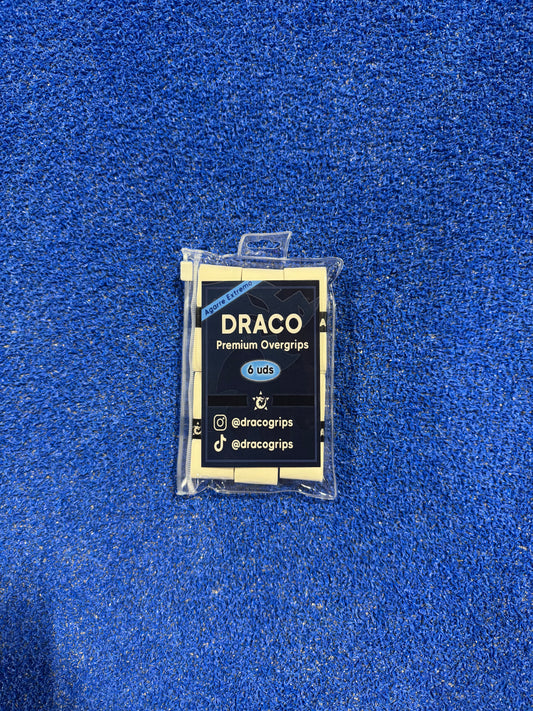 Agarre Extremo
DRACO
Premium Overgrips
6 uds
@dracogrips
@dracogrips